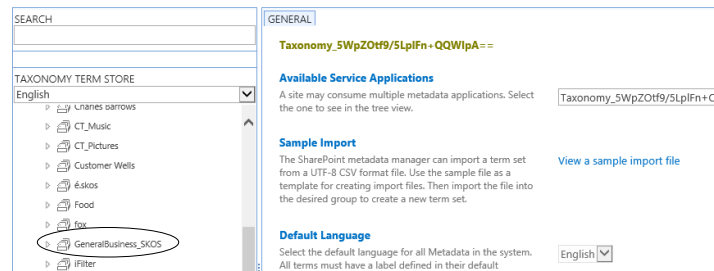 SEARCH
TAXONOMY TERM STORE
English
Charles Barrows
CT_Music
CT_Pictures
Customer Wells
é.skos
Food
fox
GeneralBusiness_SKOS
iFilter
GENERAL
Taxonomy_5WpZOtf9/5LplFn+QQWlpA==
Available Service Applications
A site may consume multiple metadata applications. Select
the one to see in the tree view.
Taxonomy_5WpZOtf9/5LplFn+C
Sample Import
The SharePoint metadata manager can import a term set
from a UTF-8 CSV format file. Use the sample file as a
template for creating import files. Then import the file into
the desired group to create a new term set.
View a sample import file
Default Language
Select the default language for all Metadata in the system.
All terms must have a label defined in their default
English